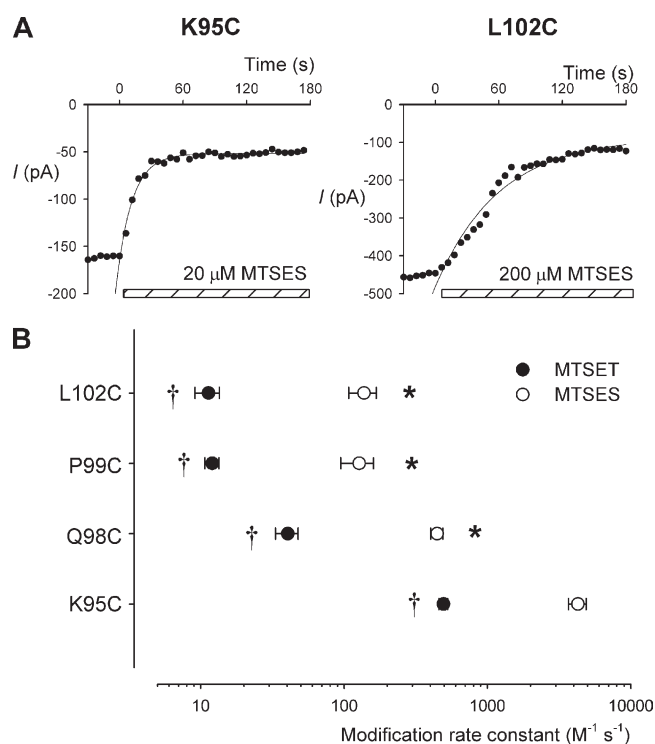 A
K95C
L102C
Time (s)
Time (s)
0 60 120 180
0 60 120 180
0
-50
-100
-150
-200
I (pA)
0
-100
-200
-300
-400
-500
I (pA)
20 µM MTSES
200 µM MTSES
B
MTSET
MTSES
L102C † *
P99C † *
Q98C † *
K95C †
10 100 1000 10000
Modification rate constant (M⁻¹ s⁻¹)